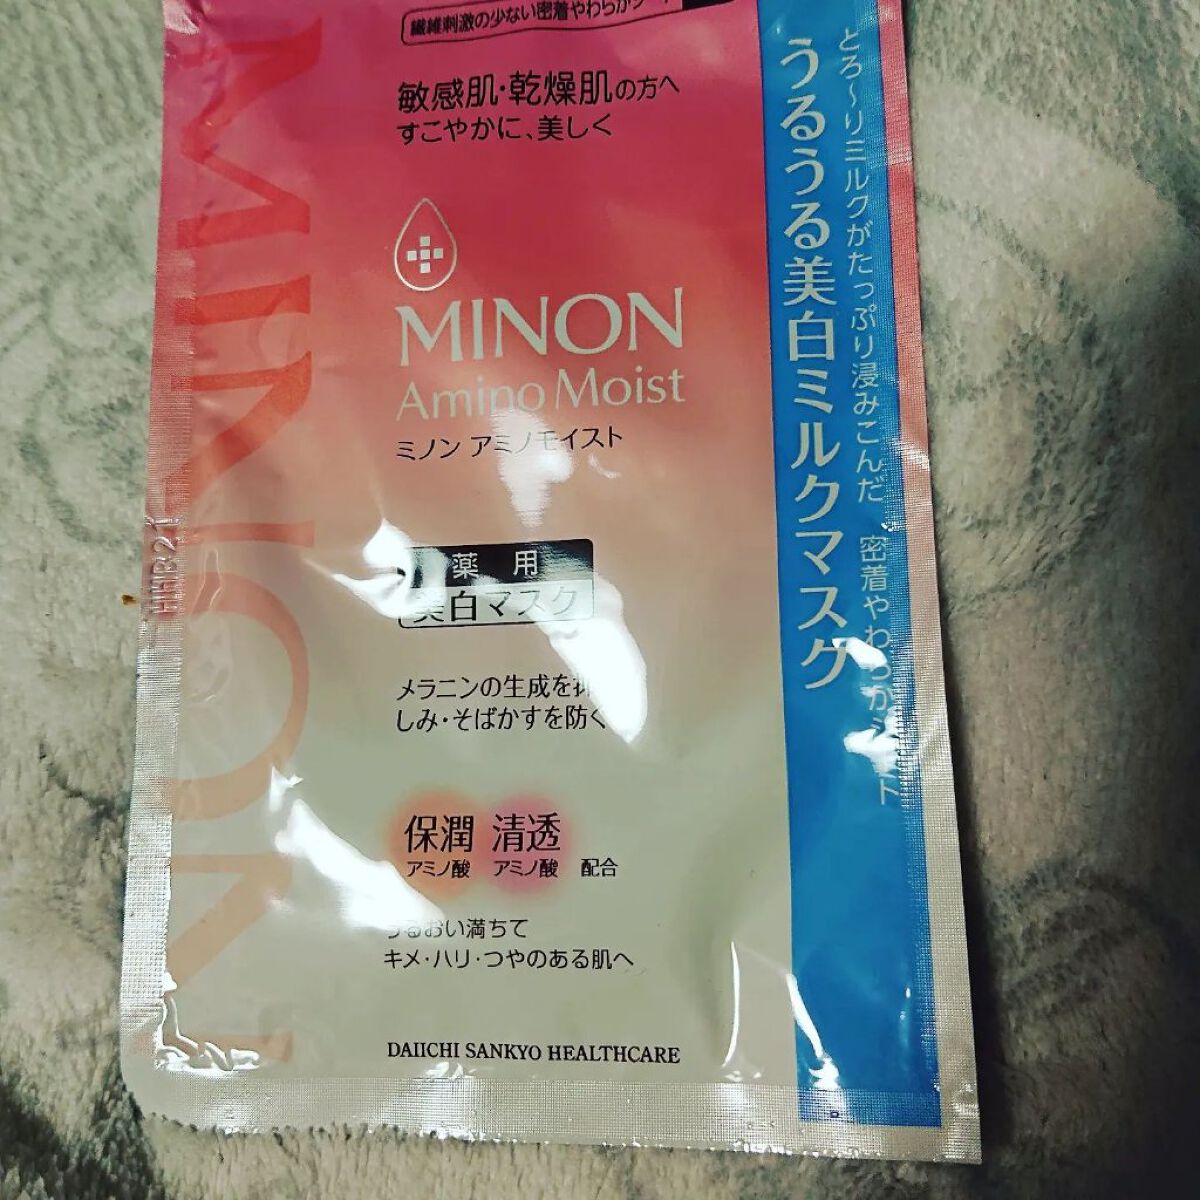 繊維刺激の少ない密着やわらか
敏感肌・乾燥肌の方へ
すこやかに、美しく
MINON
Amino Moist
ミノン アミノモイスト
薬用
美白マスク
メラニンの生成を
しみ・そばかすを防ぐ
保潤 清透
アミノ酸 アミノ酸 配合
うるおい満ちて
キメ・ハリ・つやのある肌へ
DAIICHI SANKYO HEALTHCARE
とろ~りミルクがたっぷり浸みこんだ 密着やわらかシート
うるうる美白ミルクマスク
MINON
HHB21